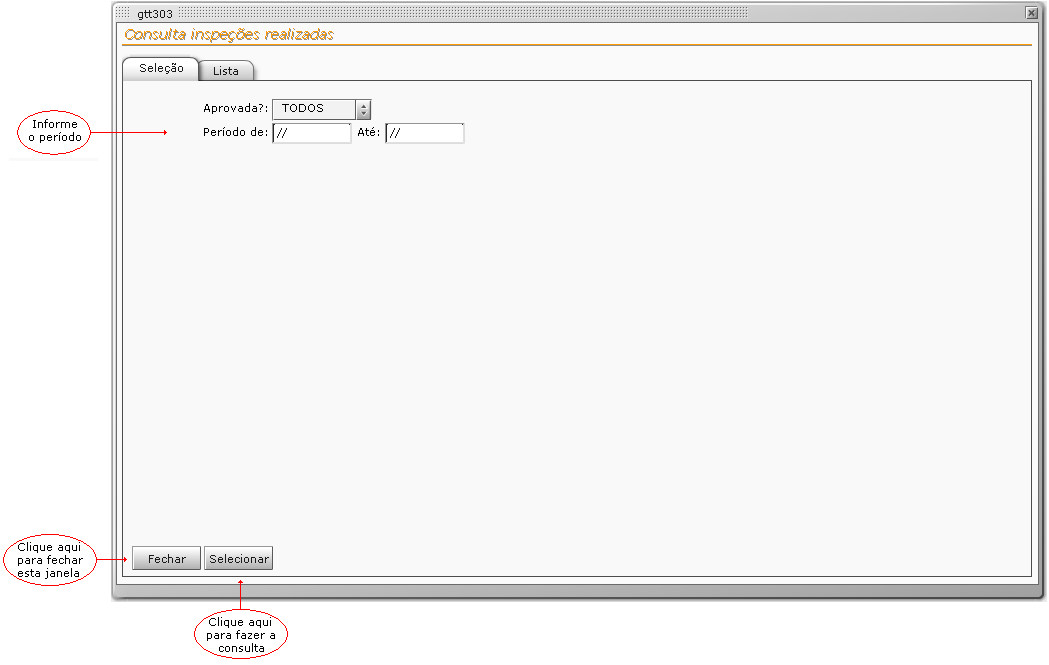 gtt303
Consulta inspeções realizadas
Seleção
Lista
Aprovada?: TODOS
Informe
o período
Período de: // Até: //
Clique aqui
para fechar
esta janela
Fechar
Selecionar
Clique aqui
para fazer a
consulta